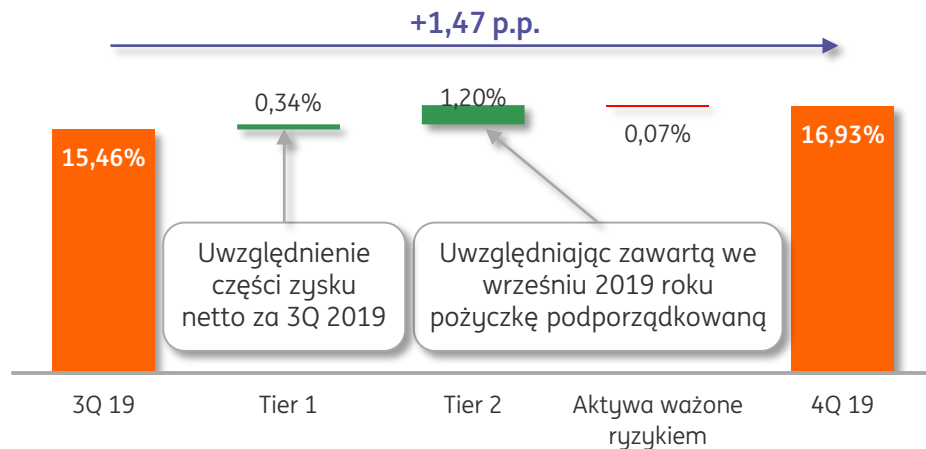 +1,47 p.p.
0,34%
1,20%
0,07%
15,46%
16,93%
Uwzględnienie
części zysku
netto za 3Q 2019
Uwzględniając zawartą we
wrześniu 2019 roku
pożyczkę podporządkowaną
3Q 19
Tier 1
Tier 2
Aktywa ważone
ryzykiem
4Q 19